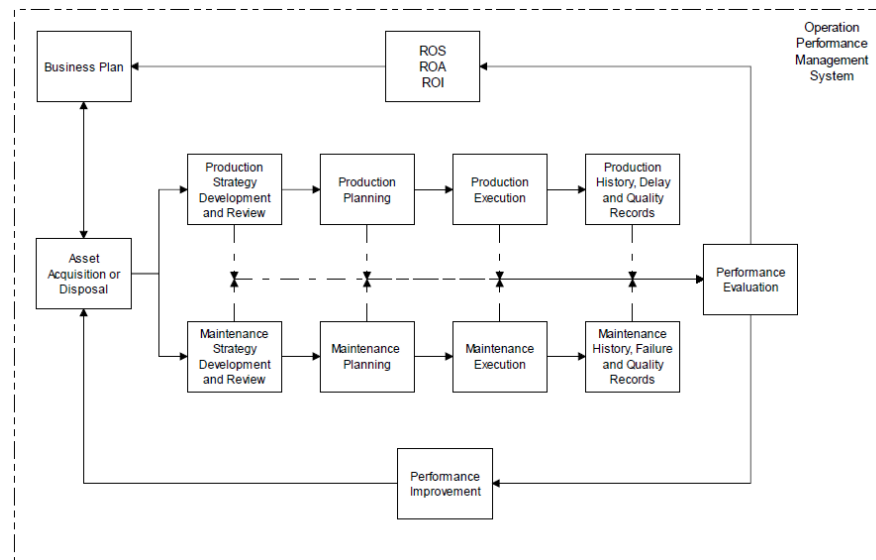 Operation
Performance
Management
System
Business Plan
ROS
ROA
ROI
Production
Strategy
Development
and Review
Production
Planning
Production
Execution
Production
History, Delay
and Quality
Records
Asset
Acquisition or
Disposal
Performance
Evaluation
Maintenance
Strategy
Development
and Review
Maintenance
Planning
Maintenance
Execution
Maintenance
History, Failure
and Quality
Records
Performance
Improvement